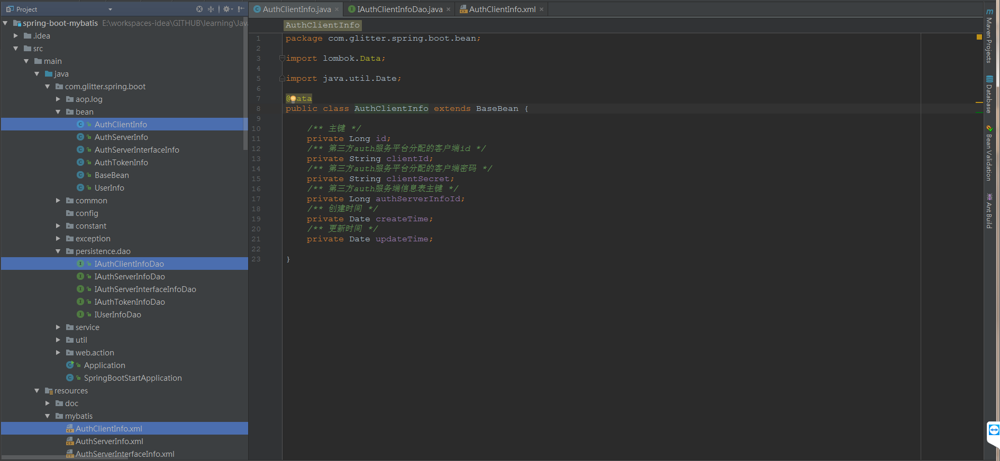 Project
AuthClientInfo.java
IAuthClientInfoDao.java
AuthClientInfo.xml
spring-boot-mybatis E:\workspaces-idea\GITHUB\learning\Jav
.idea
src
main
java
com.glitter.spring.boot
aop.log
bean
AuthClientInfo
AuthServerInfo
AuthServerInterfaceInfo
AuthTokenInfo
BaseBean
UserInfo
common
config
constant
exception
persistence.dao
IAuthClientInfoDao
IAuthServerInfoDao
IAuthServerInterfaceInfoDao
IAuthTokenInfoDao
IUserInfoDao
service
util
web.action
Application
SpringBootStartApplication
resources
doc
mybatis
AuthClientInfo.xml
AuthServerInfo.xml
AuthServerInterfaceInfo.xml
AuthClientInfo
1 package com.glitter.spring.boot.bean;
2
3 import lombok.Data;
4
5 import java.util.Date;
6
7 @Data
8 public class AuthClientInfo extends BaseBean {
9
10 /** 主键 */
11 private Long id;
12 /** 第三方auth服务平台分配的客户端id */
13 private String clientId;
14 /** 第三方auth服务平台分配的客户端密码 */
15 private String clientSecret;
16 /** 第三方auth服务端信息表主键 */
17 private Long authServerInfoId;
18 /** 创建时间 */
19 private Date createTime;
20 /** 更新时间 */
21 private Date updateTime;
22
23 }
Maven Projects
Database
Bean Validation
Ant Build